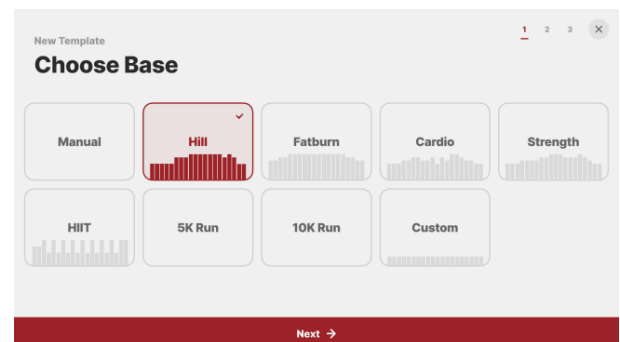 New Template
Choose Base
1 2 3
Manual
Hill
Fatburn
Cardio
Strength
HIIT
5K Run
10K Run
Custom
Next →